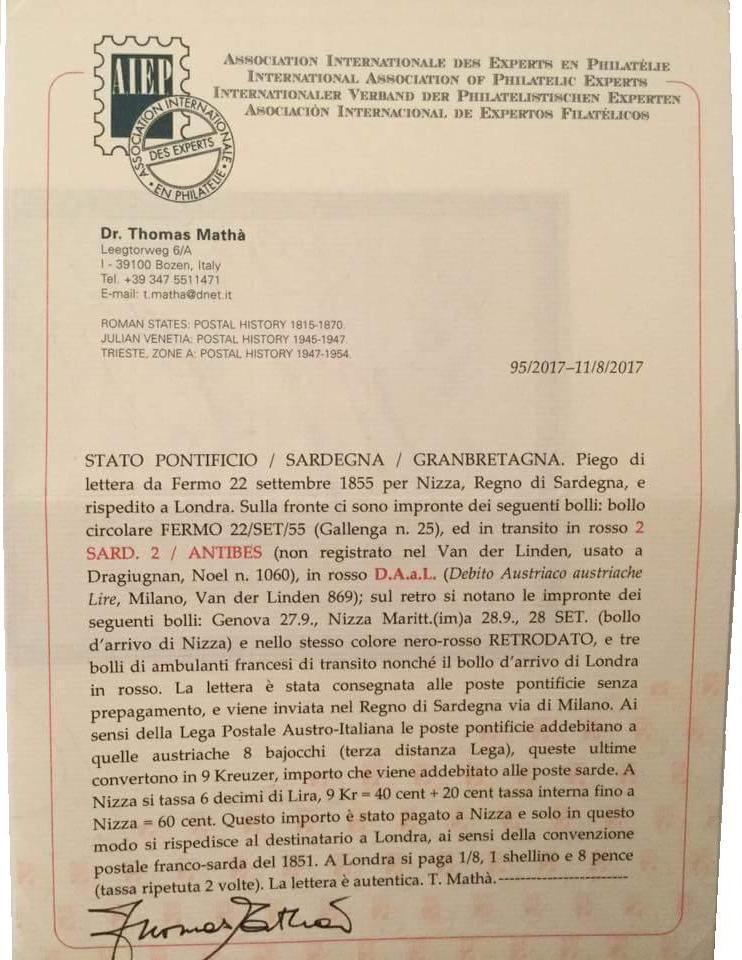 AIEP
ASSOCIATION INTERNATIONALE
DES EXPERTS
• EN PHILATELIE •
ASSOCIATION INTERNATIONALE DES EXPERTS EN PHILATÉLIE
INTERNATIONAL ASSOCIATION OF PHILATELIC EXPERTS
INTERNATIONALER VERBAND DER PHILATELISTISCHEN EXPERTEN
ASOCIACIÓN INTERNACIONAL DE EXPERTOS FILATÉLICOS
Dr. Thomas Mathà
Leegtorweg 6/A
I - 39100 Bozen, Italy
Tel. +39 347 5511471
E-mail: t.matha@dnet.it
ROMAN STATES: POSTAL HISTORY 1815-1870.
JULIAN VENETIA: POSTAL HISTORY 1945-1947.
TRIESTE, ZONE A: POSTAL HISTORY 1947-1954.
95/2017–11/8/2017
STATO PONTIFICIO / SARDEGNA / GRANBRETAGNA. Piego di
lettera da Fermo 22 settembre 1855 per Nizza, Regno di Sardegna, e
rispedito a Londra. Sulla fronte ci sono impronte dei seguenti bolli: bollo
circolare FERMO 22/SET/55 (Gallenga n. 25), ed in transito in rosso 2
SARD. 2 / ANTIBES (non registrato nel Van der Linden, usato a
Dragiugnan, Noel n. 1060), in rosso D.A.a.L. (Debito Austriaco austriache
Lire, Milano, Van der Linden 869); sul retro si notano le impronte dei
seguenti bolli: Genova 27.9., Nizza Maritt.(im)a 28.9., 28 SET. (bollo
d'arrivo di Nizza) e nello stesso colore nero-rosso RETRODATO, e tre
bolli di ambulanti francesi di transito nonché il bollo d'arrivo di Londra
in rosso. La lettera è stata consegnata alle poste pontificie senza
prepagamento, e viene inviata nel Regno di Sardegna via di Milano. Ai
sensi della Lega Postale Austro-Italiana le poste pontificie addebitano a
quelle austriache 8 bajocchi (terza distanza Lega), queste ultime
convertono in 9 Kreuzer, importo che viene addebitato alle poste sarde. A
Nizza si tassa 6 decimi di Lira, 9 Kr = 40 cent + 20 cent tassa interna fino a
Nizza = 60 cent. Questo importo è stato pagato a Nizza e solo in questo
modo si rispedisce al destinatario a Londra, ai sensi della convenzione
postale franco-sarda del 1851. A Londra si paga 1/8, 1 shellino e 8 pence
(tassa ripetuta 2 volte). La lettera è autentica. T. Mathà.--------------------
Thomas Mathà